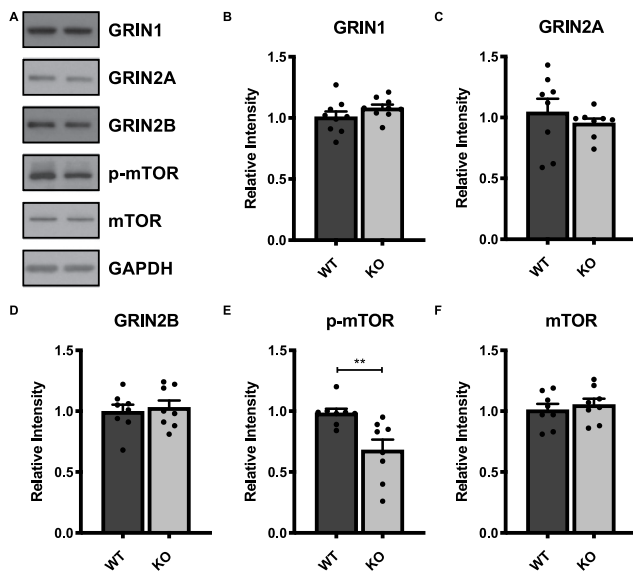 A
GRIN1
GRIN2A
GRIN2B
p-mTOR
mTOR
GAPDH
B
GRIN1
Relative Intensity
1.5
1.0
0.5
0.0
WT
KO
C
GRIN2A
Relative Intensity
1.5
1.0
0.5
0.0
WT
KO
D
GRIN2B
Relative Intensity
1.5
1.0
0.5
0.0
WT
KO
E
p-mTOR
**
Relative Intensity
1.5
1.0
0.5
0.0
WT
KO
F
mTOR
Relative Intensity
1.5
1.0
0.5
0.0
WT
KO